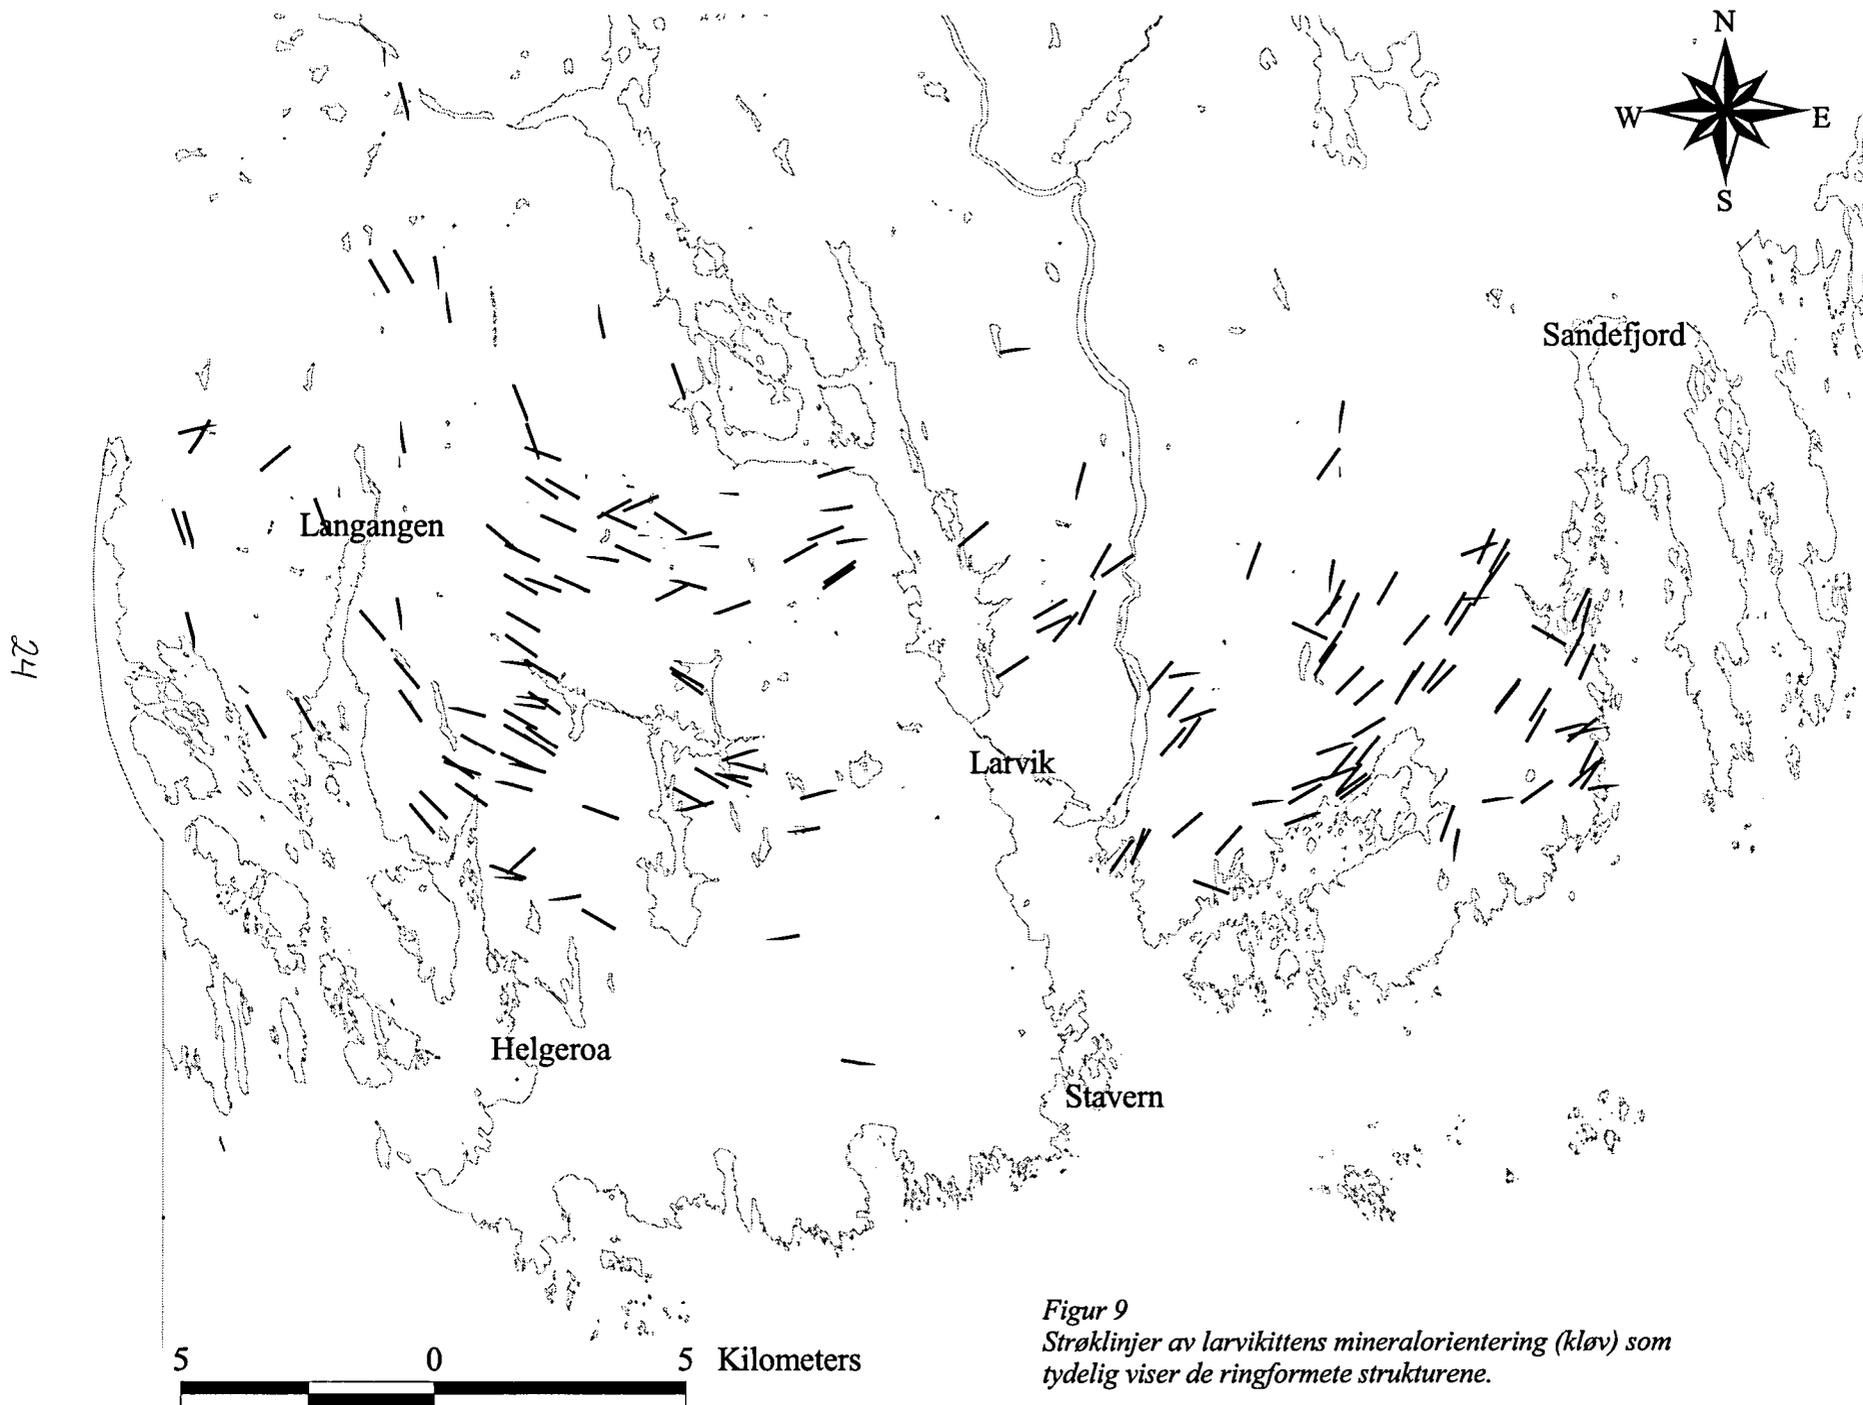 N
W E
S
Sandefjord
Langangen
24
Larvik
Helgeroa
Stavern
Figur 9
Strøklinjer av larvikittens mineralorientering (kløv) som
tydelig viser de ringformete strukturene.
5 0 5 Kilometers